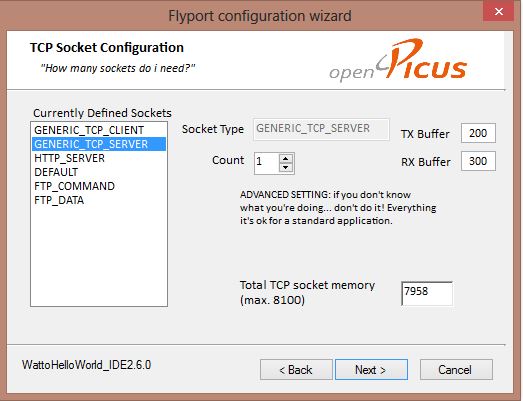 Flyport configuration wizard
TCP Socket Configuration
"How many sockets do i need?"
openPicus
Currently Defined Sockets
GENERIC_TCP_CLIENT
GENERIC_TCP_SERVER
HTTP_SERVER
DEFAULT
FTP_COMMAND
FTP_DATA
Socket Type GENERIC_TCP_SERVER TX Buffer 200
Count 1 RX Buffer 300
ADVANCED SETTING: if you don't know
what you're doing... don't do it! Everything
it's ok for a standard application.
Total TCP socket memory
(max. 8100) 7958
WattoHelloWorld_IDE2.6.0
< Back Next > Cancel